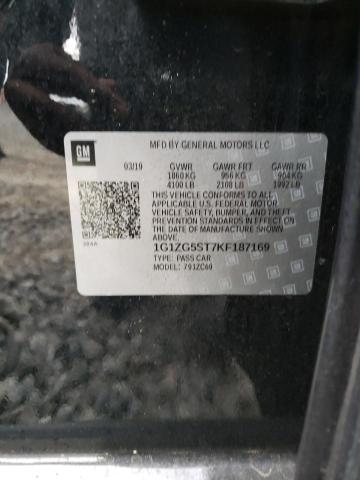 GM
MFD BY GENERAL MOTORS LLC
03/19 GVWR GAWR FRT GAWR RR
1860 KG 956 KG 904 KG
4100 LB 2108 LB 1992 LB
THIS VEHICLE CONFORMS TO ALL
APPLICABLE U.S. FEDERAL MOTOR
VEHICLE SAFETY, BUMPER, AND THEFT
PREVENTION STANDARDS IN EFFECT
ON THE DATE OF MANUFACTURE SHOWN
ABOVE.
1G1ZG5ST7KF187169
TYPE: PASS CAR
MODEL: 791ZC69